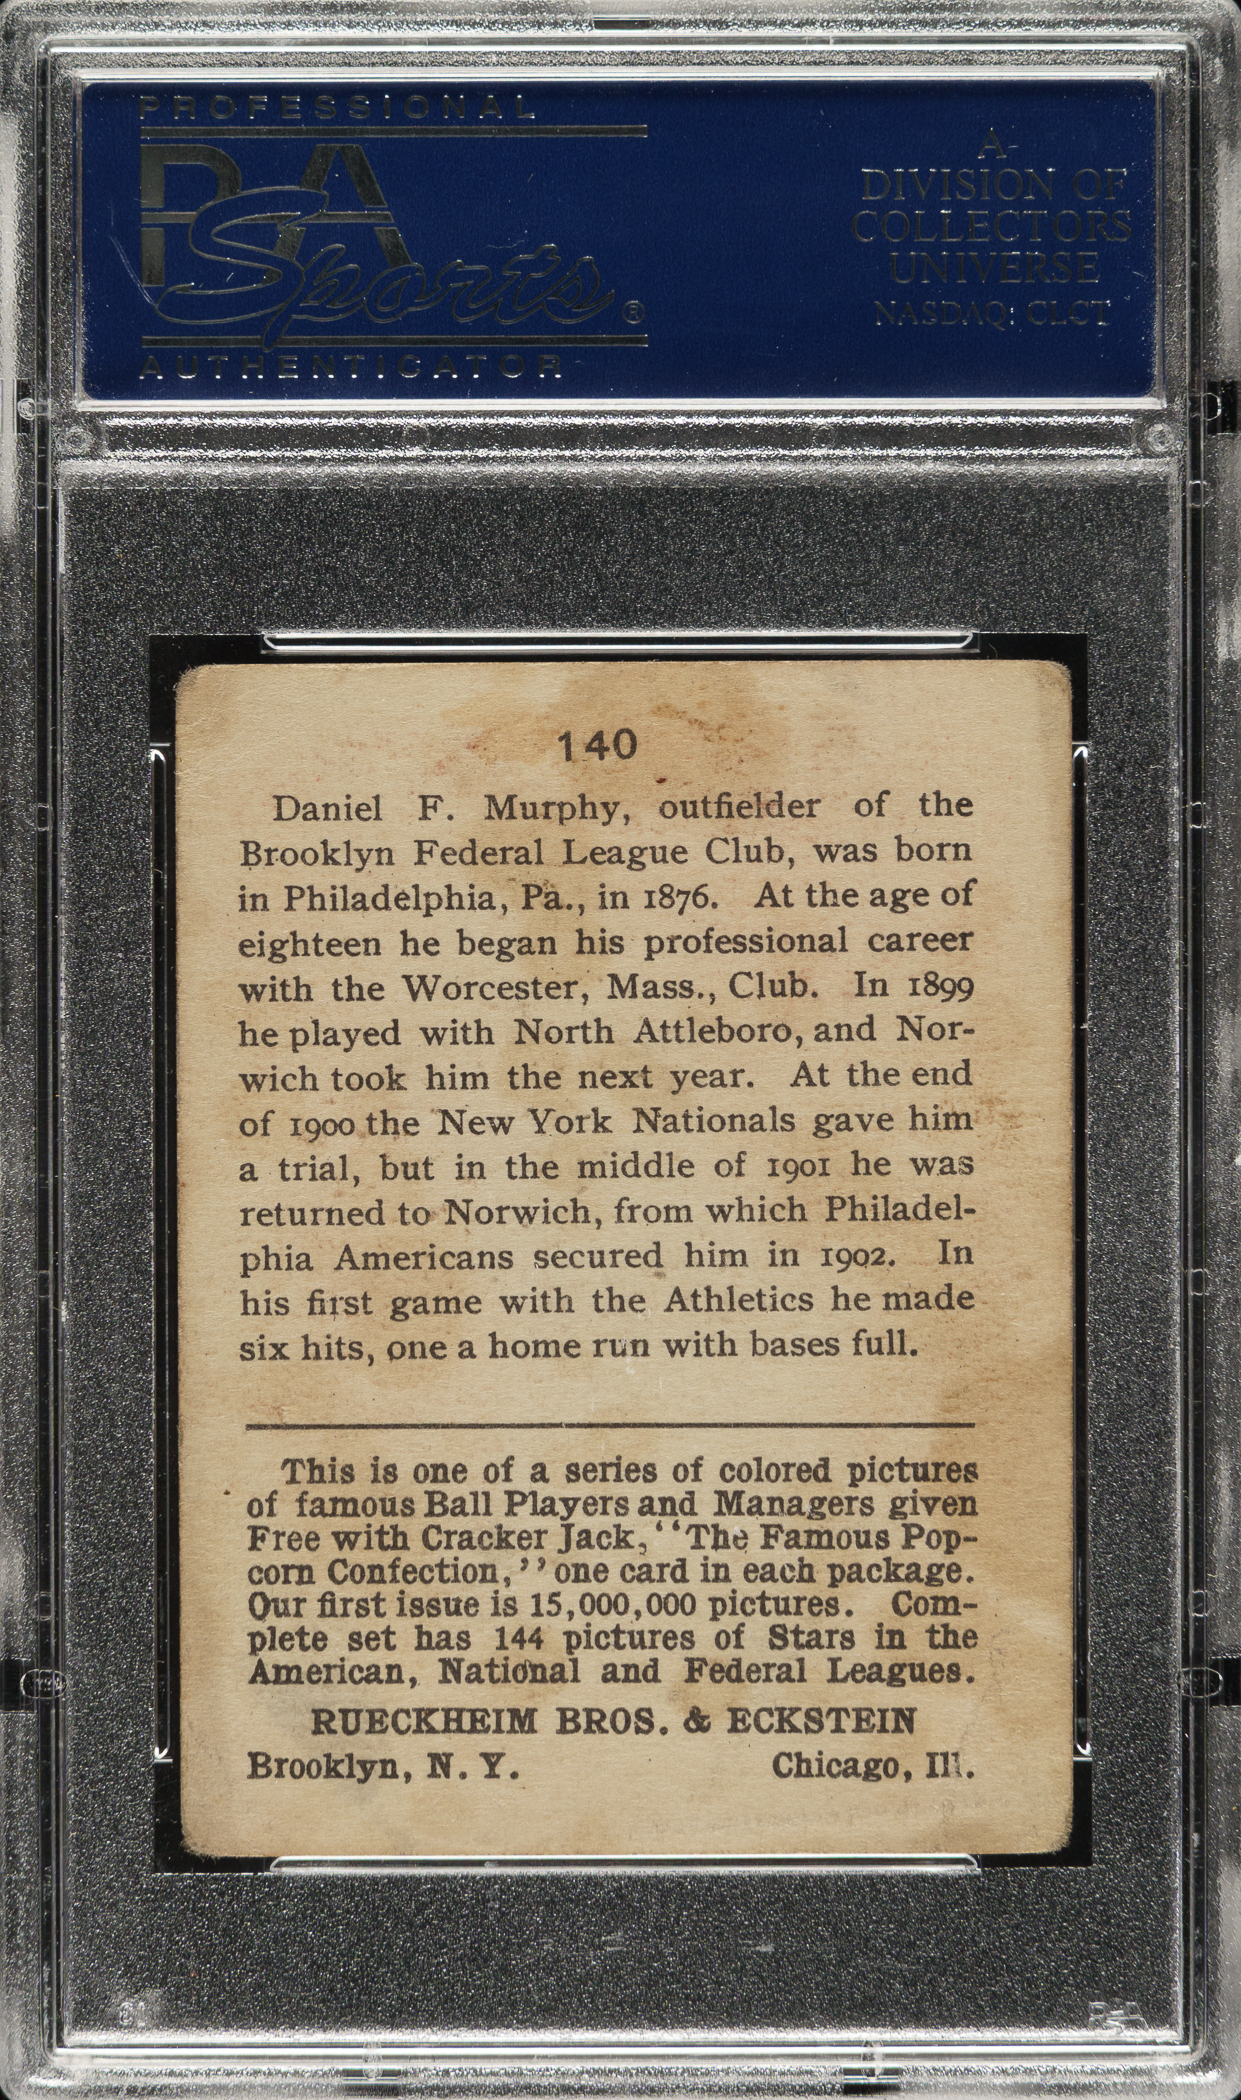 PROFESSIONAL
PSA
Sports®
AUTHENTICATOR
A
DIVISION OF
COLLECTORS
UNIVERSE
NASDAQ: CLCT
140
Daniel F. Murphy, outfielder of the
Brooklyn Federal League Club, was born
in Philadelphia, Pa., in 1876. At the age of
eighteen he began his professional career
with the Worcester, Mass., Club. In 1899
he played with North Attleboro, and Nor-
wich took him the next year. At the end
of 1900 the New York Nationals gave him
a trial, but in the middle of 1901 he was
returned to Norwich, from which Philadel-
phia Americans secured him in 1902. In
his first game with the Athletics he made
six hits, one a home run with bases full.
This is one of a series of colored pictures
of famous Ball Players and Managers given
Free with Cracker Jack, "The Famous Pop-
corn Confection," one card in each package.
Our first issue is 15,000,000 pictures. Com-
plete set has 144 pictures of Stars in the
American, National and Federal Leagues.
RUECKHEIM BROS. & ECKSTEIN
Brooklyn, N. Y. Chicago, Ill.
PSA